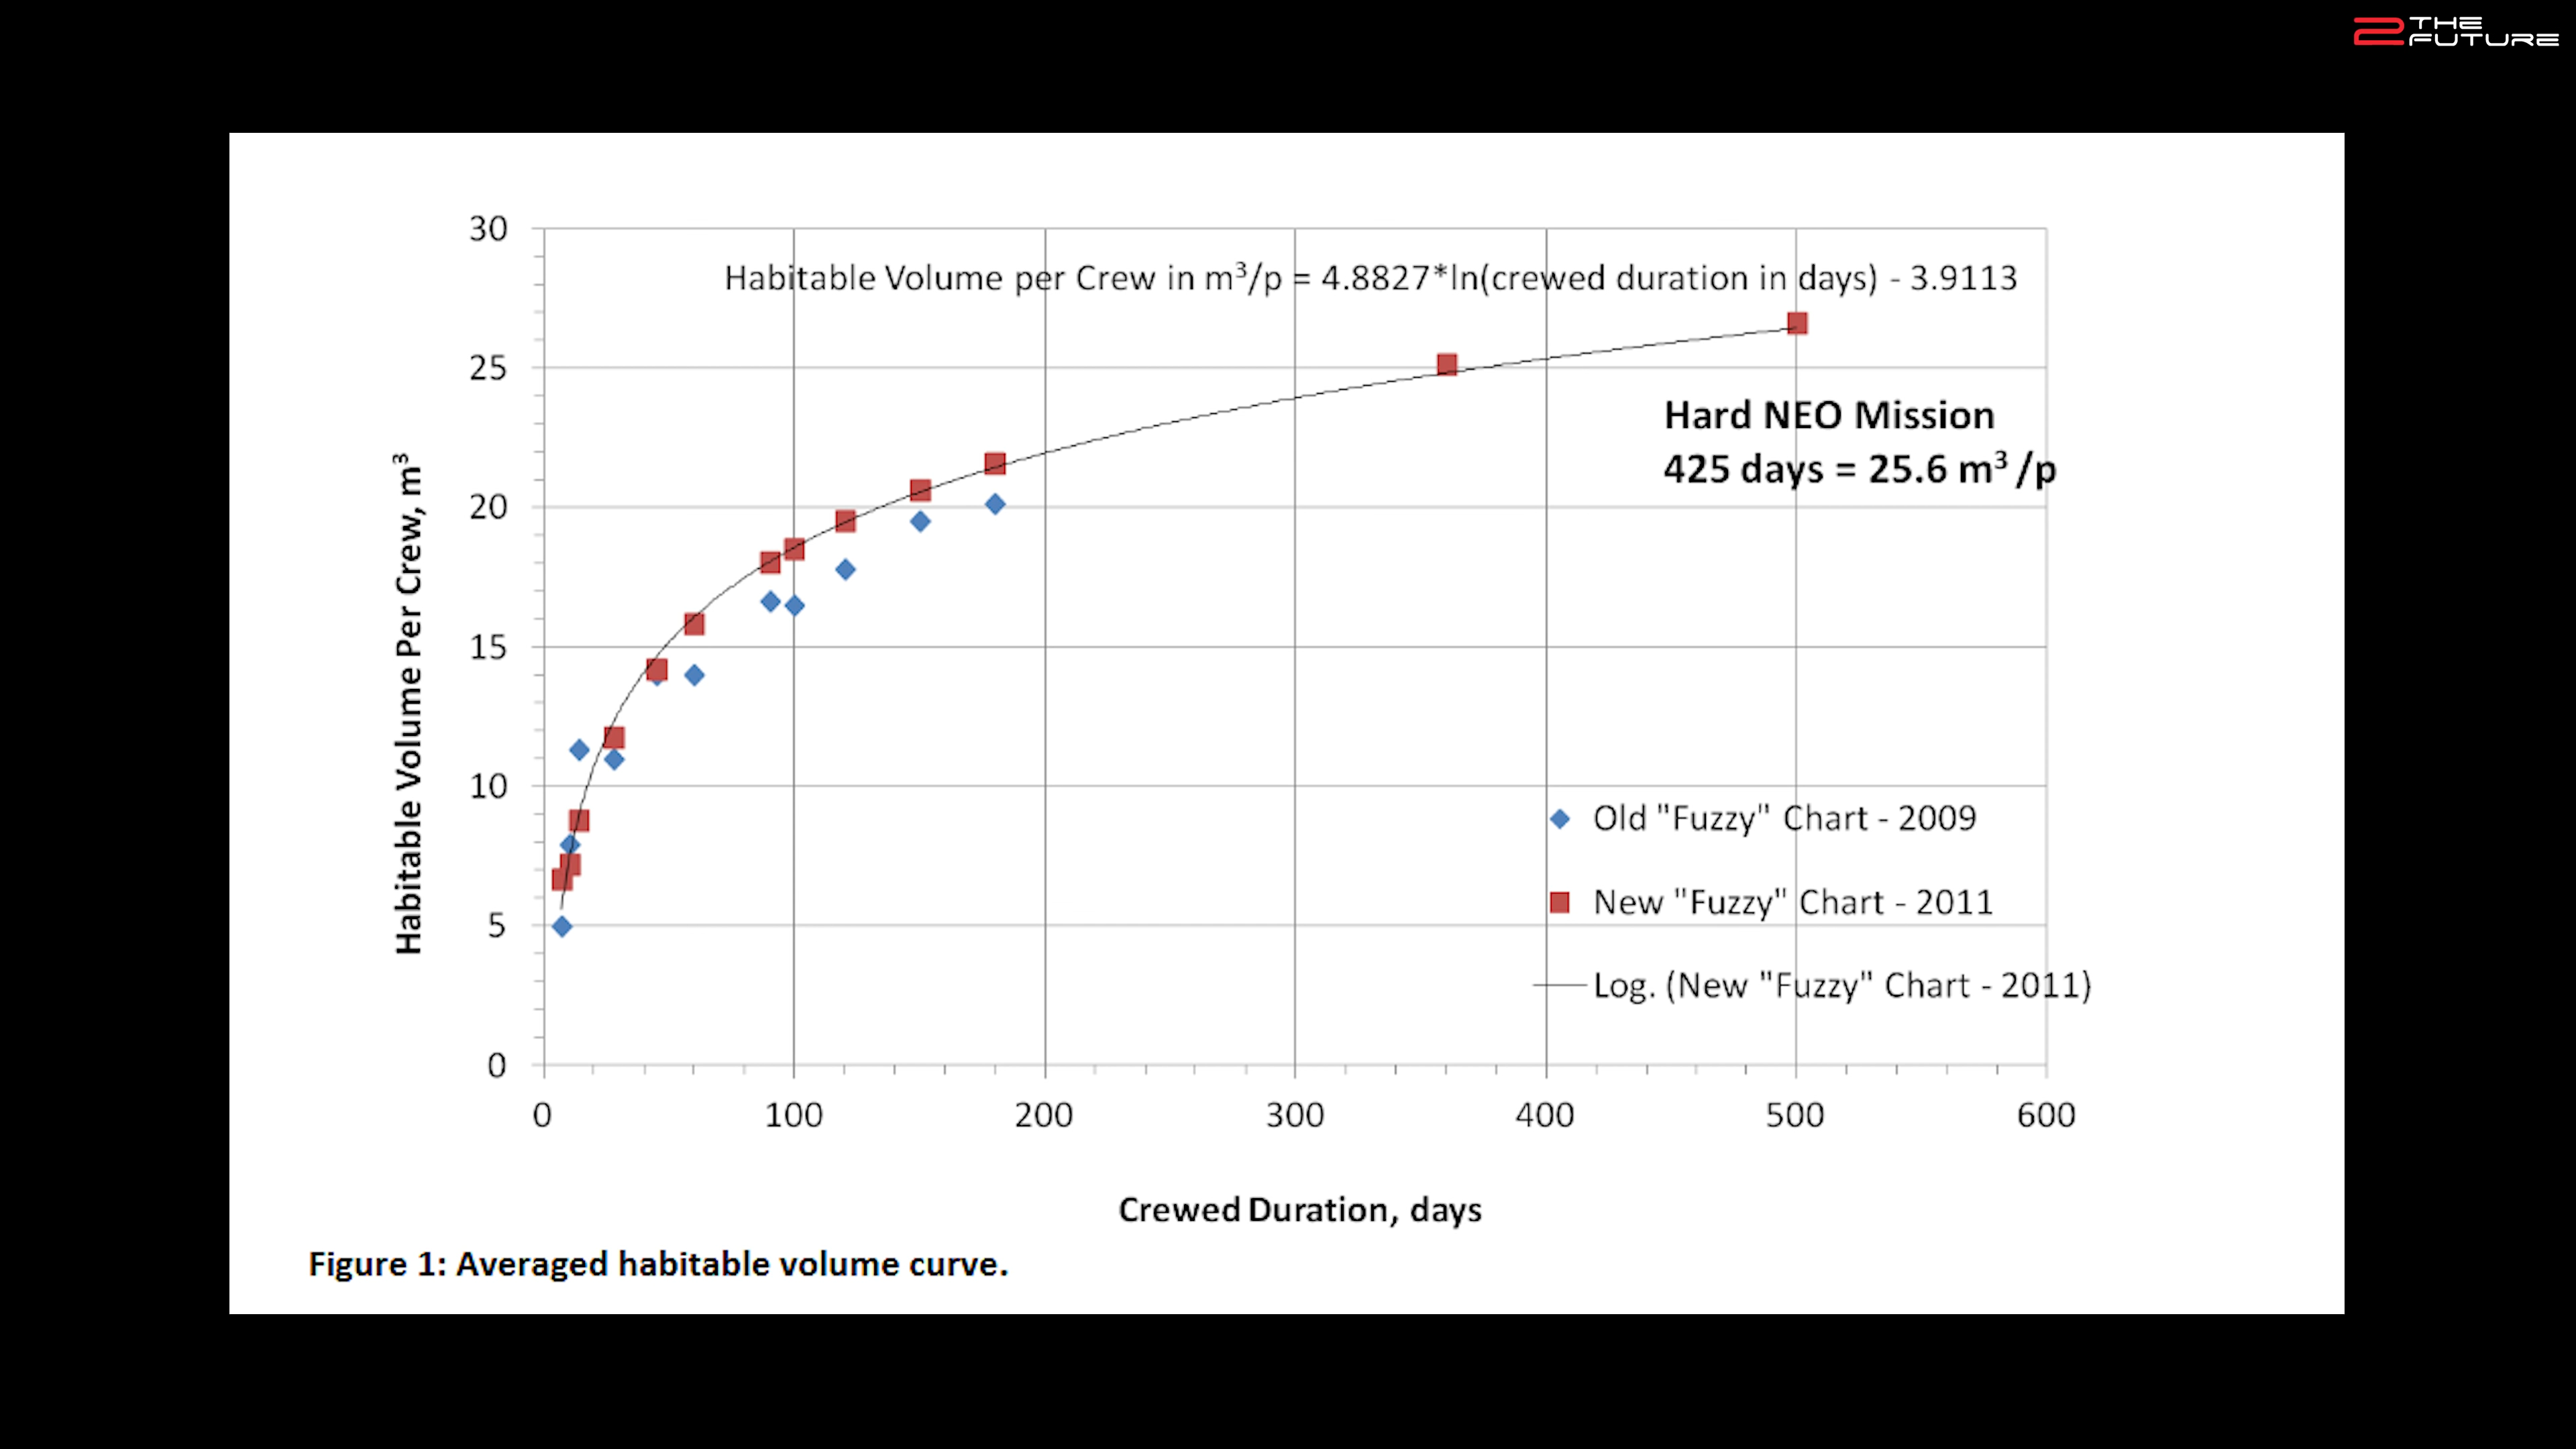 2 THE
FUTURE
30
Habitable Volume per Crew in m³/p = 4.8827*ln(crewed duration in days) - 3.9113
25
Hard NEO Mission
425 days = 25.6 m³ /p
20
15
10
5
0
Habitable Volume Per Crew, m³
Old "Fuzzy" Chart - 2009
New "Fuzzy" Chart - 2011
Log. (New "Fuzzy" Chart - 2011)
0 100 200 300 400 500 600
Crewed Duration, days
Figure 1: Averaged habitable volume curve.